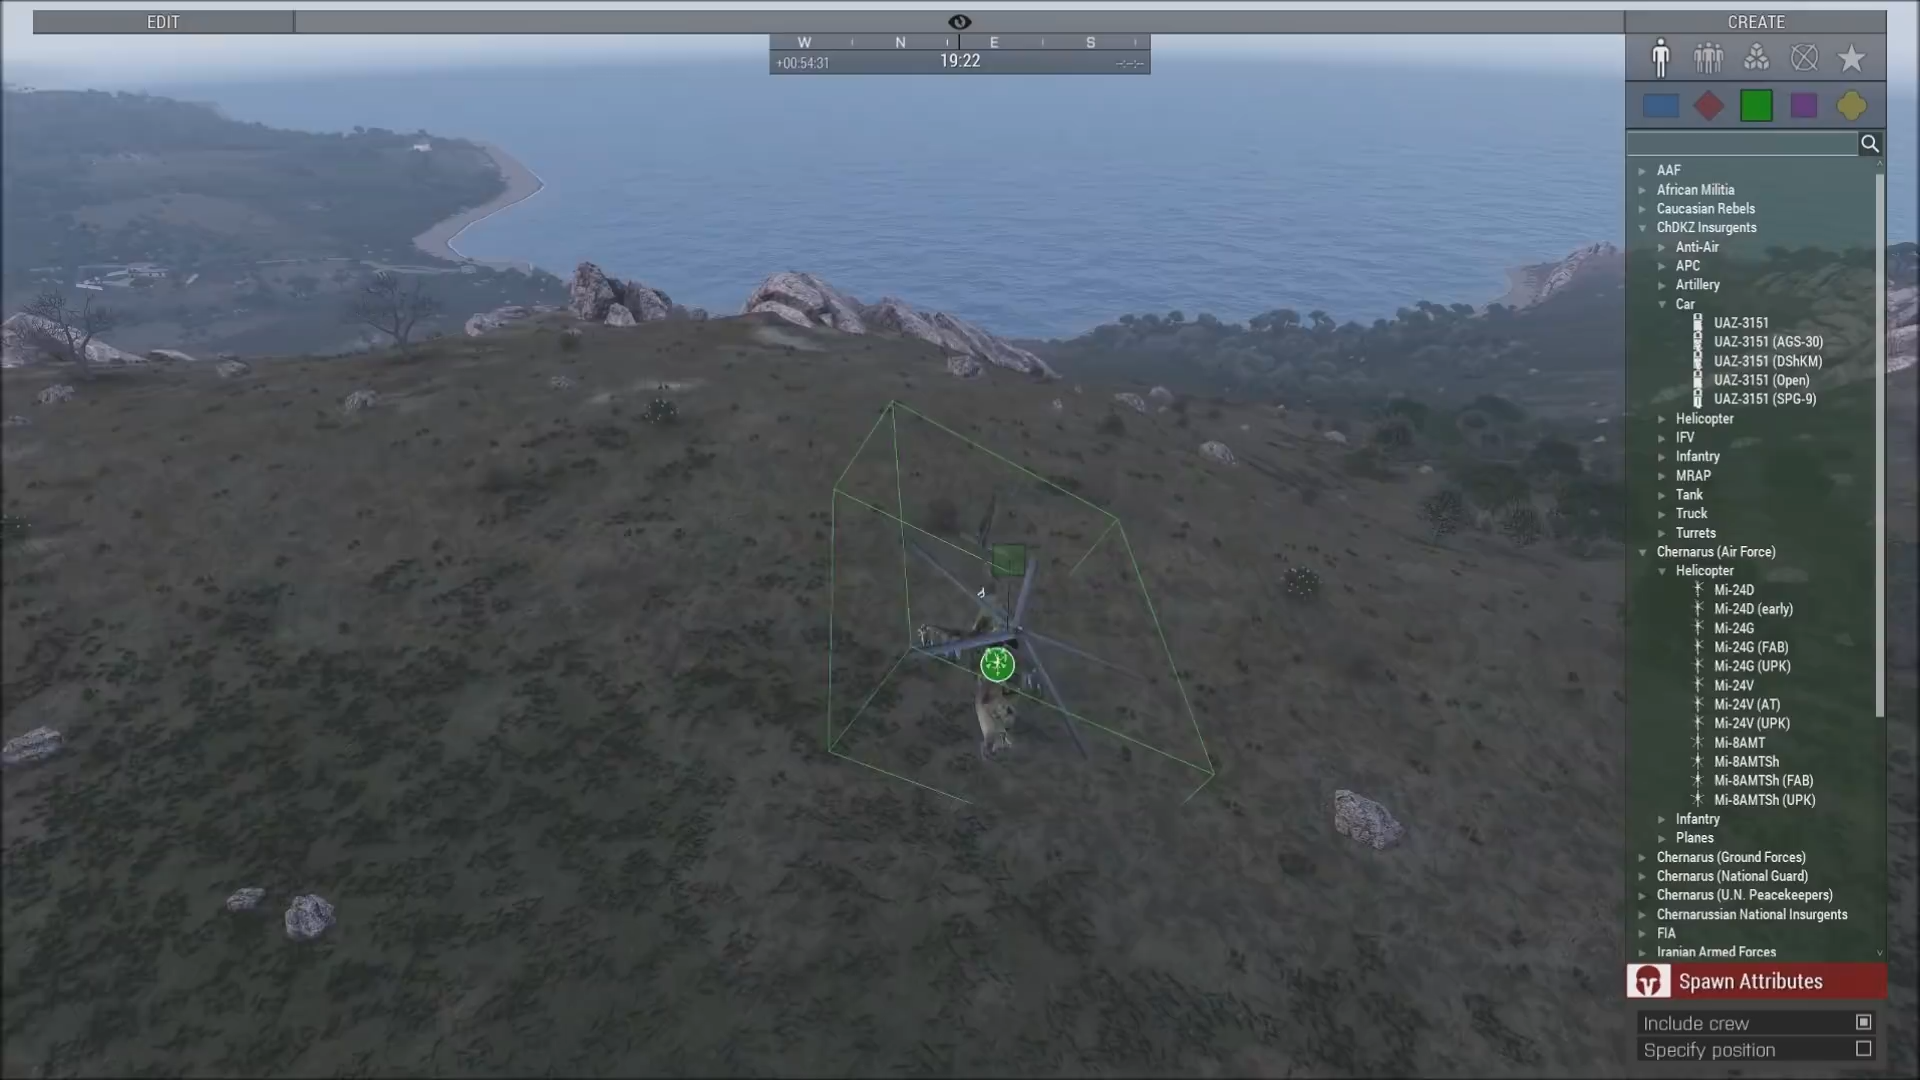 EDIT
CREATE
W N E S
+00:54:31
19:22
--:--
AAF
African Militia
Caucasian Rebels
ChDKZ Insurgents
Anti-Air
APC
Artillery
Car
UAZ-3151
UAZ-3151 (AGS-30)
UAZ-3151 (DShKM)
UAZ-3151 (Open)
UAZ-3151 (SPG-9)
Helicopter
IFV
Infantry
MRAP
Tank
Truck
Turrets
Chernarus (Air Force)
Helicopter
Mi-24D
Mi-24D (early)
Mi-24G
Mi-24G (FAB)
Mi-24G (UPK)
Mi-24V
Mi-24V (AT)
Mi-24V (UPK)
Mi-8AMT
Mi-8AMTSh
Mi-8AMTSh (FAB)
Mi-8AMTSh (UPK)
Infantry
Planes
Chernarus (Ground Forces)
Chernarus (National Guard)
Chernarus (U.N. Peacekeepers)
Chernarussian National Insurgents
FIA
Iranian Armed Forces
Spawn Attributes
Include crew
Specify position